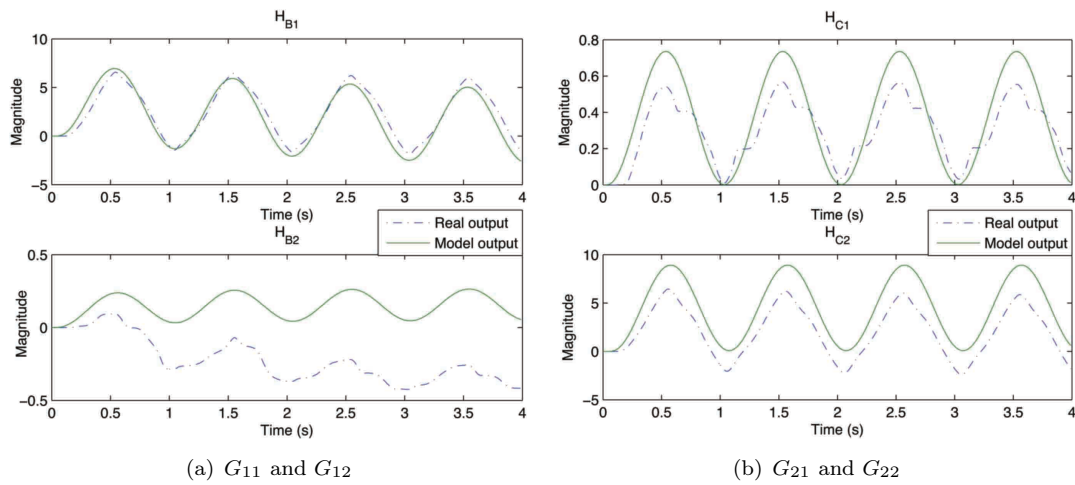 H_B1
Magnitude
10
5
0
−5
0 0.5 1 1.5 2 2.5 3 3.5 4
Time (s)
Real output
Model output
H_B2
Magnitude
0.5
0
−0.5
0 0.5 1 1.5 2 2.5 3 3.5 4
Time (s)
(a) G_11 and G_12
H_C1
Magnitude
0.8
0.6
0.4
0.2
0
0 0.5 1 1.5 2 2.5 3 3.5 4
Time (s)
Real output
Model output
H_C2
Magnitude
10
5
0
−5
0 0.5 1 1.5 2 2.5 3 3.5 4
Time (s)
(b) G_21 and G_22